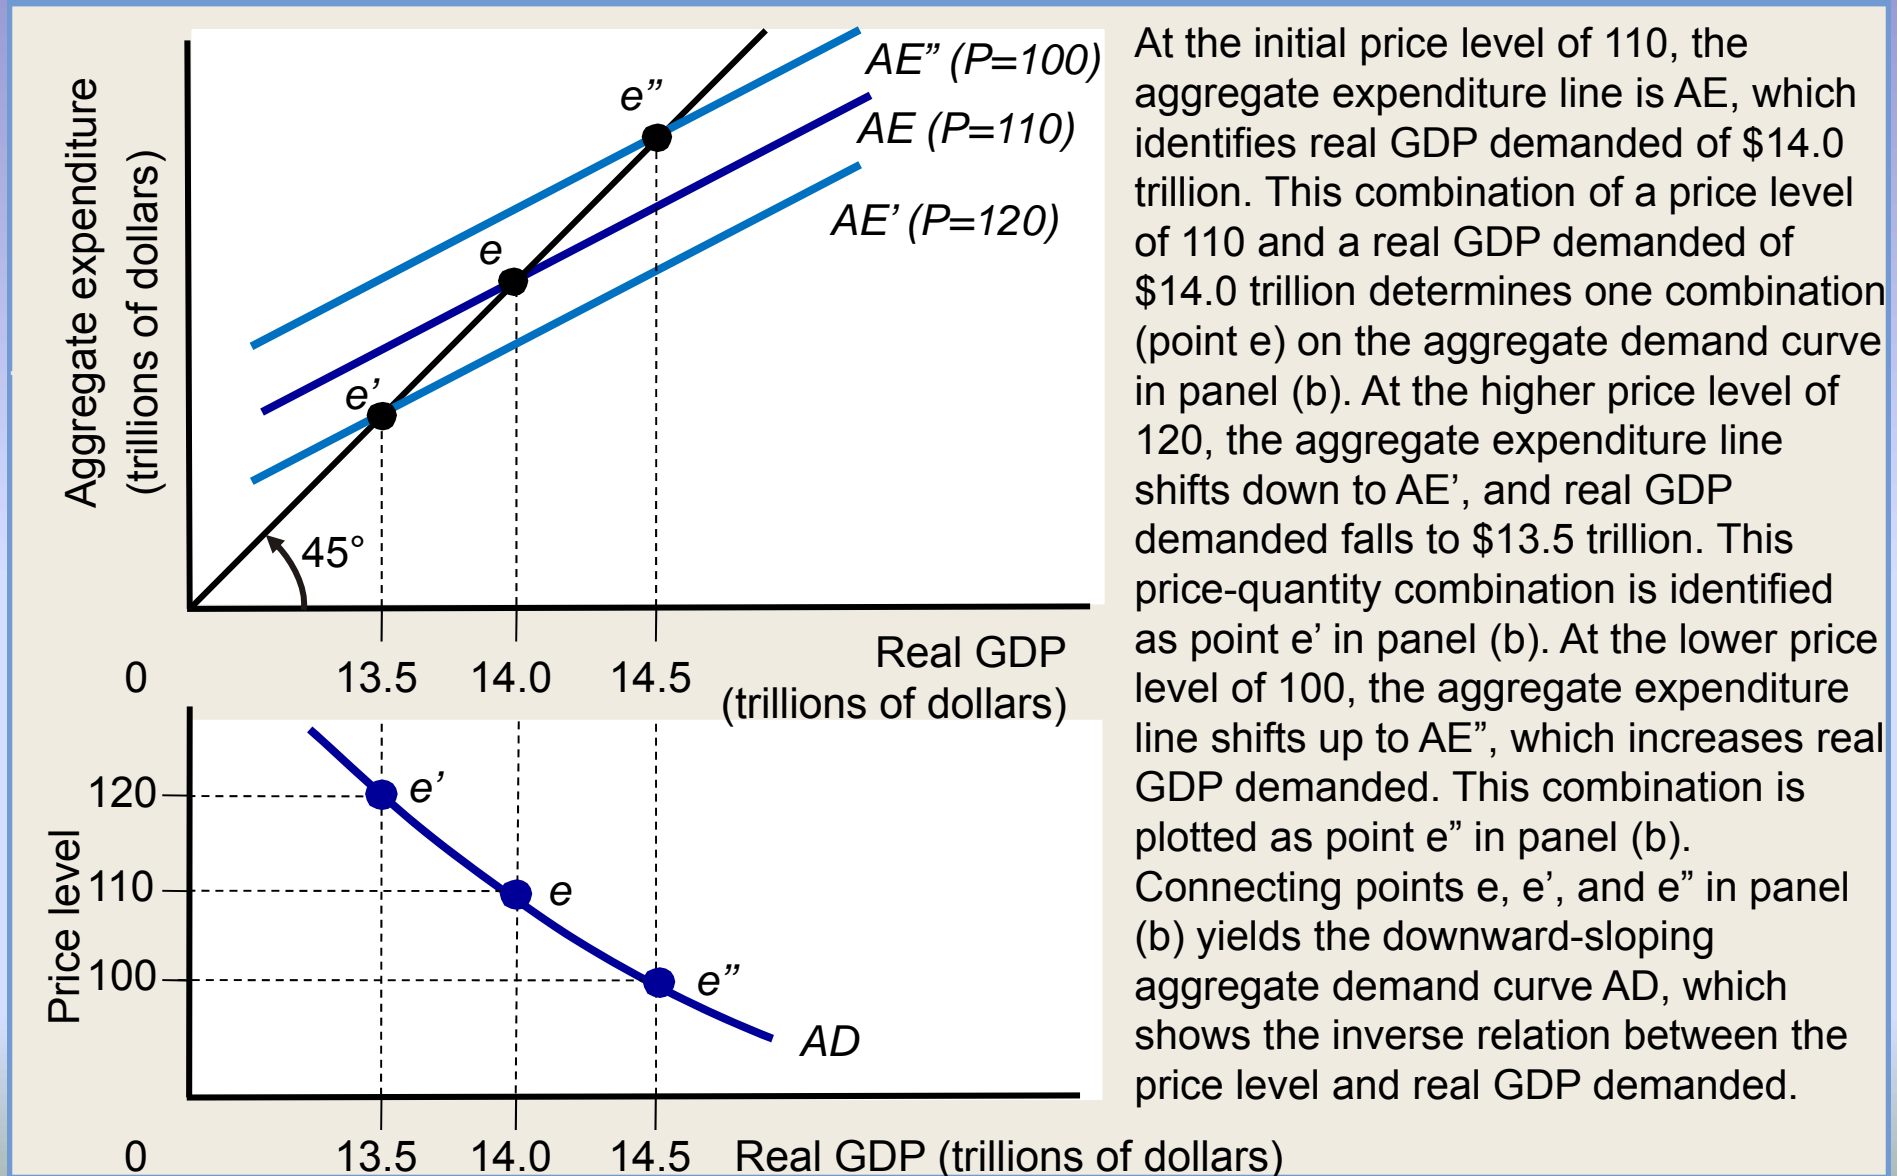 Aggregate expenditure
(trillions of dollars)
AE” (P=100)
e”
AE (P=110)
AE’ (P=120)
e
e’
45°
Real GDP
(trillions of dollars)
0 13.5 14.0 14.5
Price level
120
e’
110
e
100
e”
AD
0 13.5 14.0 14.5 Real GDP (trillions of dollars)
At the initial price level of 110, the
aggregate expenditure line is AE, which
identifies real GDP demanded of $14.0
trillion. This combination of a price level
of 110 and a real GDP demanded of
$14.0 trillion determines one combination
(point e) on the aggregate demand curve
in panel (b). At the higher price level of
120, the aggregate expenditure line
shifts down to AE’, and real GDP
demanded falls to $13.5 trillion. This
price-quantity combination is identified
as point e’ in panel (b). At the lower price
level of 100, the aggregate expenditure
line shifts up to AE”, which increases real
GDP demanded. This combination is
plotted as point e” in panel (b).
Connecting points e, e’, and e” in panel
(b) yields the downward-sloping
aggregate demand curve AD, which
shows the inverse relation between the
price level and real GDP demanded.